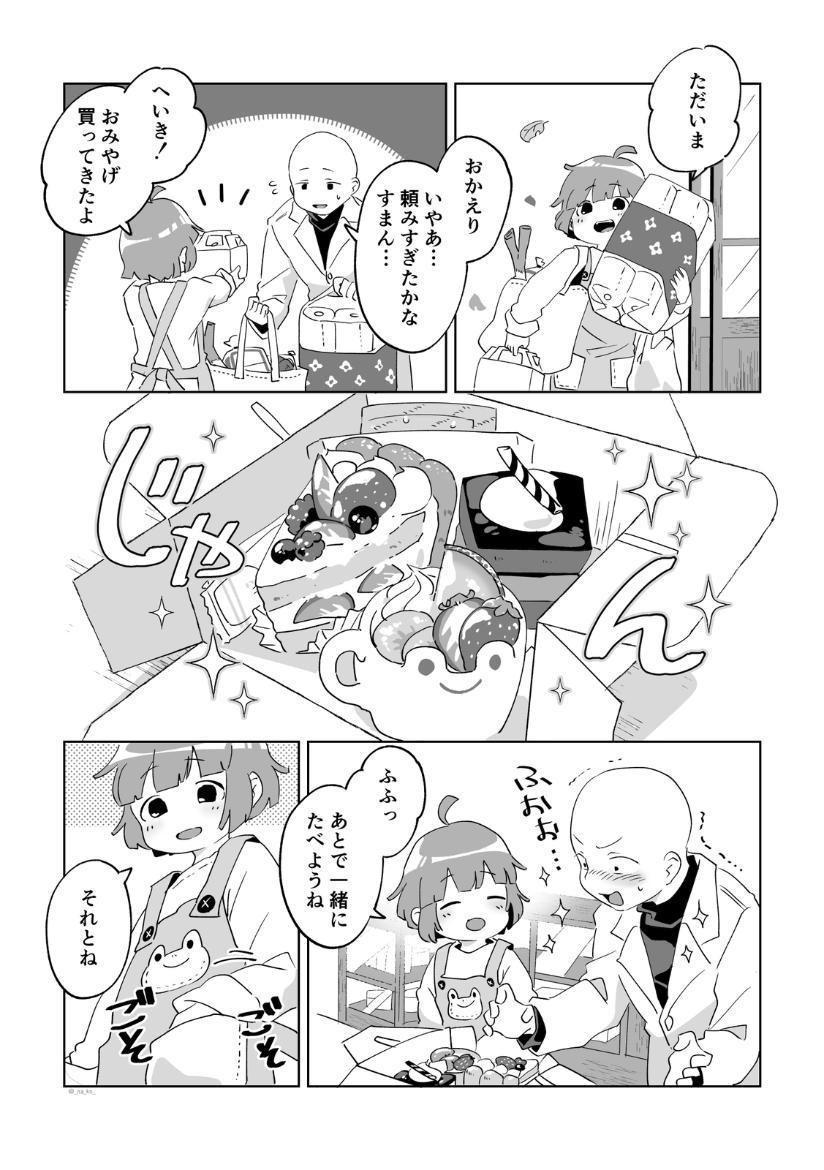 ただいま
おかえり
いやあ…
頼みすぎたかな
すまん…
へいき！
おみやげ
買ってきたよ
じゃん
ふおお…
ふふっ
あとで一緒に
たべようね
それとね
ごそ
ごそ
@_na_ko_